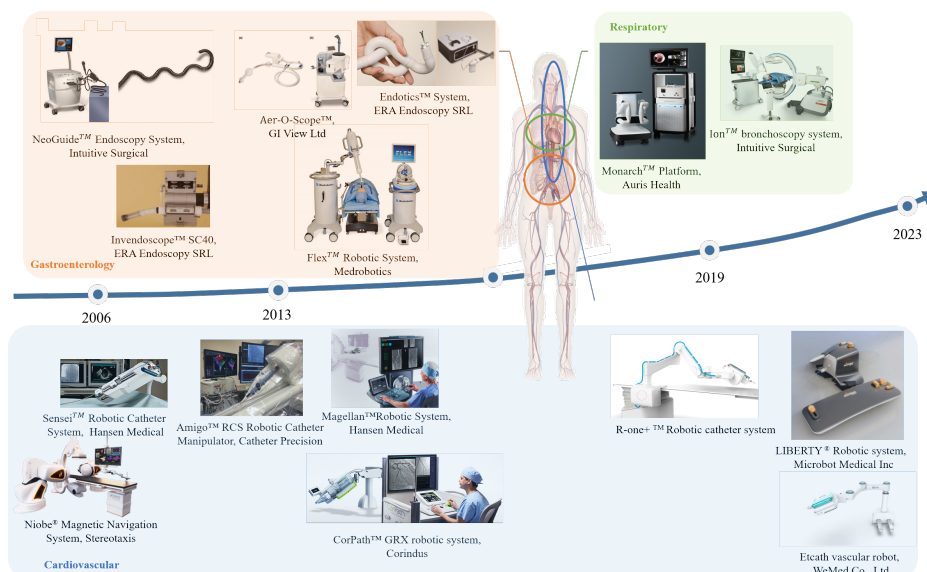 Respiratory
NeoGuide™ Endoscopy System,
Intuitive Surgical
Aer-O-Scope™,
GI View Ltd
Endotics™ System,
ERA Endoscopy SRL
Invendoscope™ SC40,
ERA Endoscopy SRL
FLEX
Flex™ Robotic System,
Medrobotics
Gastroenterology
Monarch™ Platform,
Auris Health
Ion™ bronchoscopy system,
Intuitive Surgical
2006
2013
2019
2023
Sensei™ Robotic Catheter
System, Hansen Medical
Amigo™ RCS Robotic Catheter
Manipulator, Catheter Precision
Magellan™Robotic System,
Hansen Medical
R-one+ ™ Robotic catheter system
LIBERTY® Robotic system,
Microbot Medical Inc
Niobe® Magnetic Navigation
System, Stereotaxis
CorPath™ GRX robotic system,
Corindus
Etcath vascular robot,
WeMed Co., Ltd
Cardiovascular